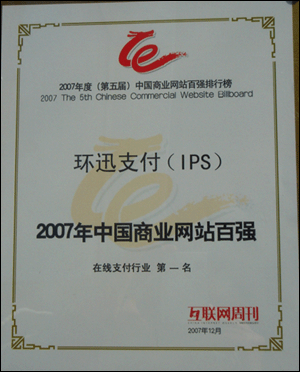 2007年度（第五届）中国商业网站百强排行榜
2007 The 5th Chinese Commercial Website Billboard
环迅支付（IPS）
2007年中国商业网站百强
在线支付行业 第一名
互联网周刊
2007年12月